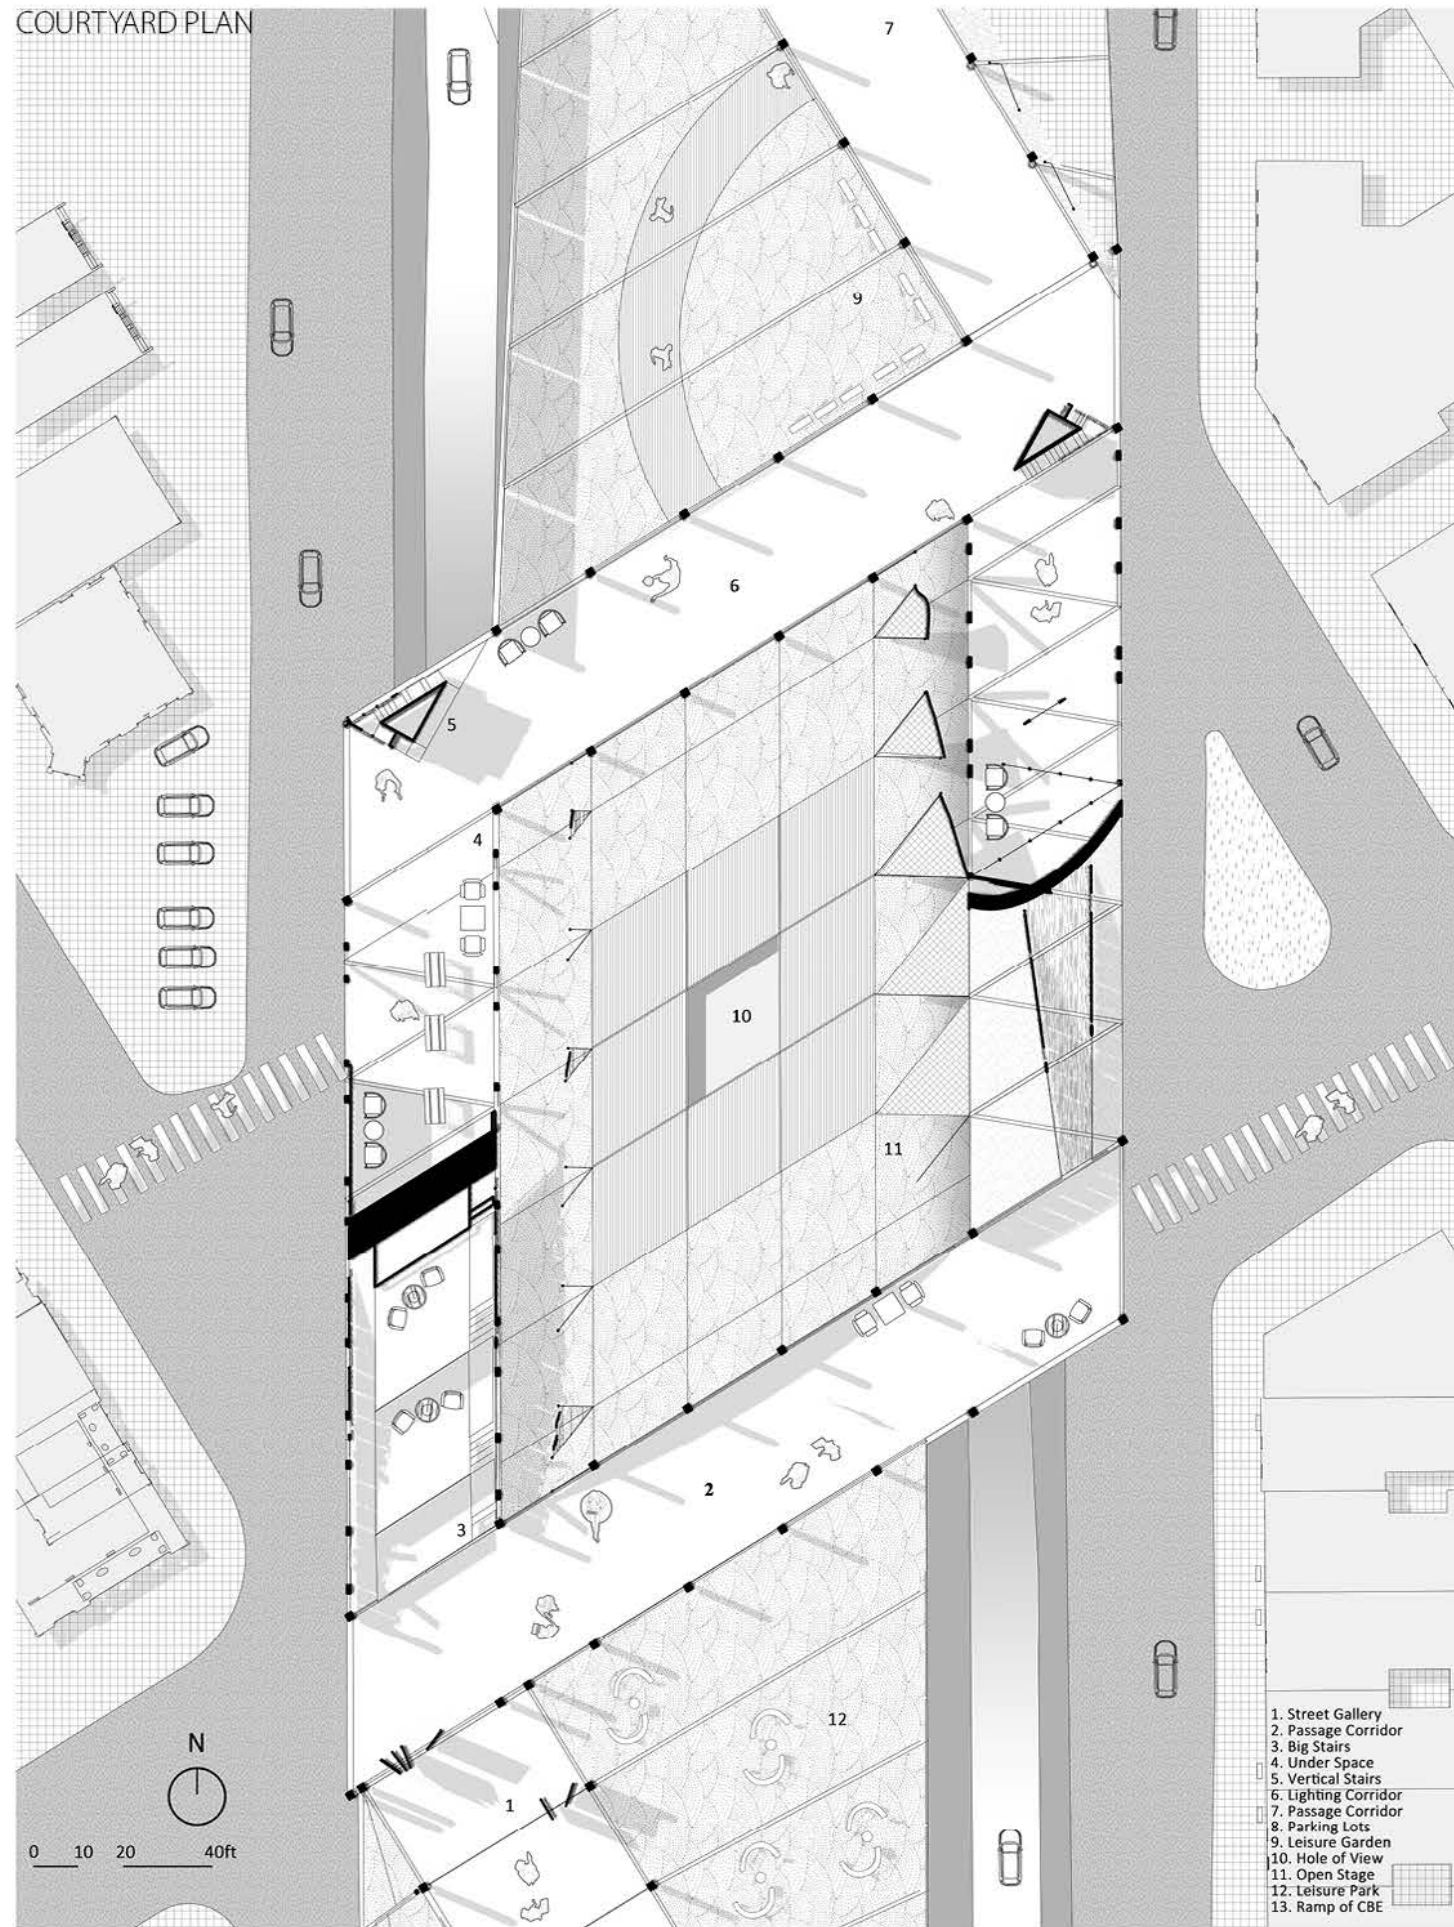 COURTYARD PLAN
7
9
6
5
4
10
11
2
3
12
1
N
0 10 20 40ft
1. Street Gallery
2. Passage Corridor
3. Big Stairs
4. Under Space
5. Vertical Stairs
6. Lighting Corridor
7. Passage Corridor
8. Parking Lots
9. Leisure Garden
10. Hole of View
11. Open Stage
12. Leisure Park
13. Ramp of CBE